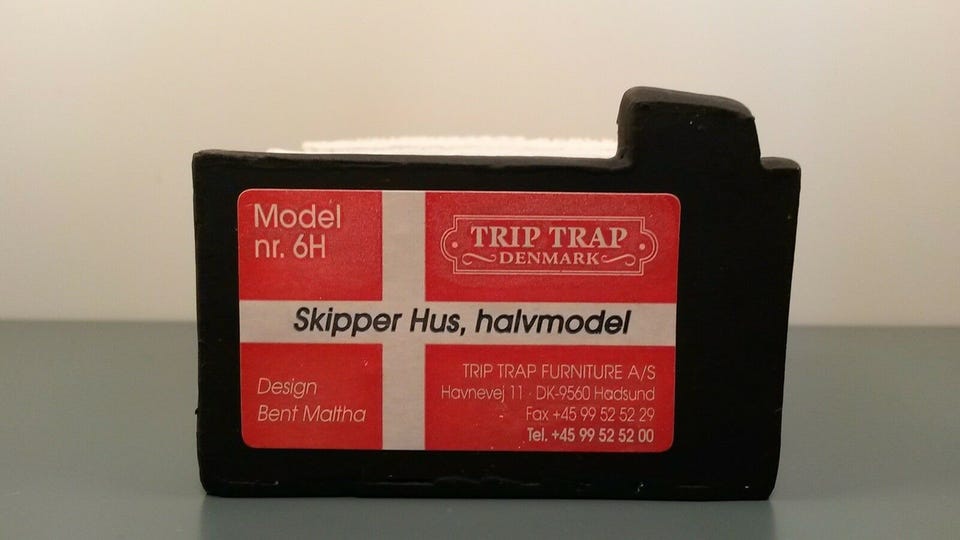 Model
nr. 6H
TRIP TRAP
DENMARK
Skipper Hus, halvmodel
Design
Bent Maltha
TRIP TRAP FURNITURE A/S
Havnevej 11 · DK-9560 Hadsund
Fax +45 99 52 52 29
Tel. +45 99 52 52 00